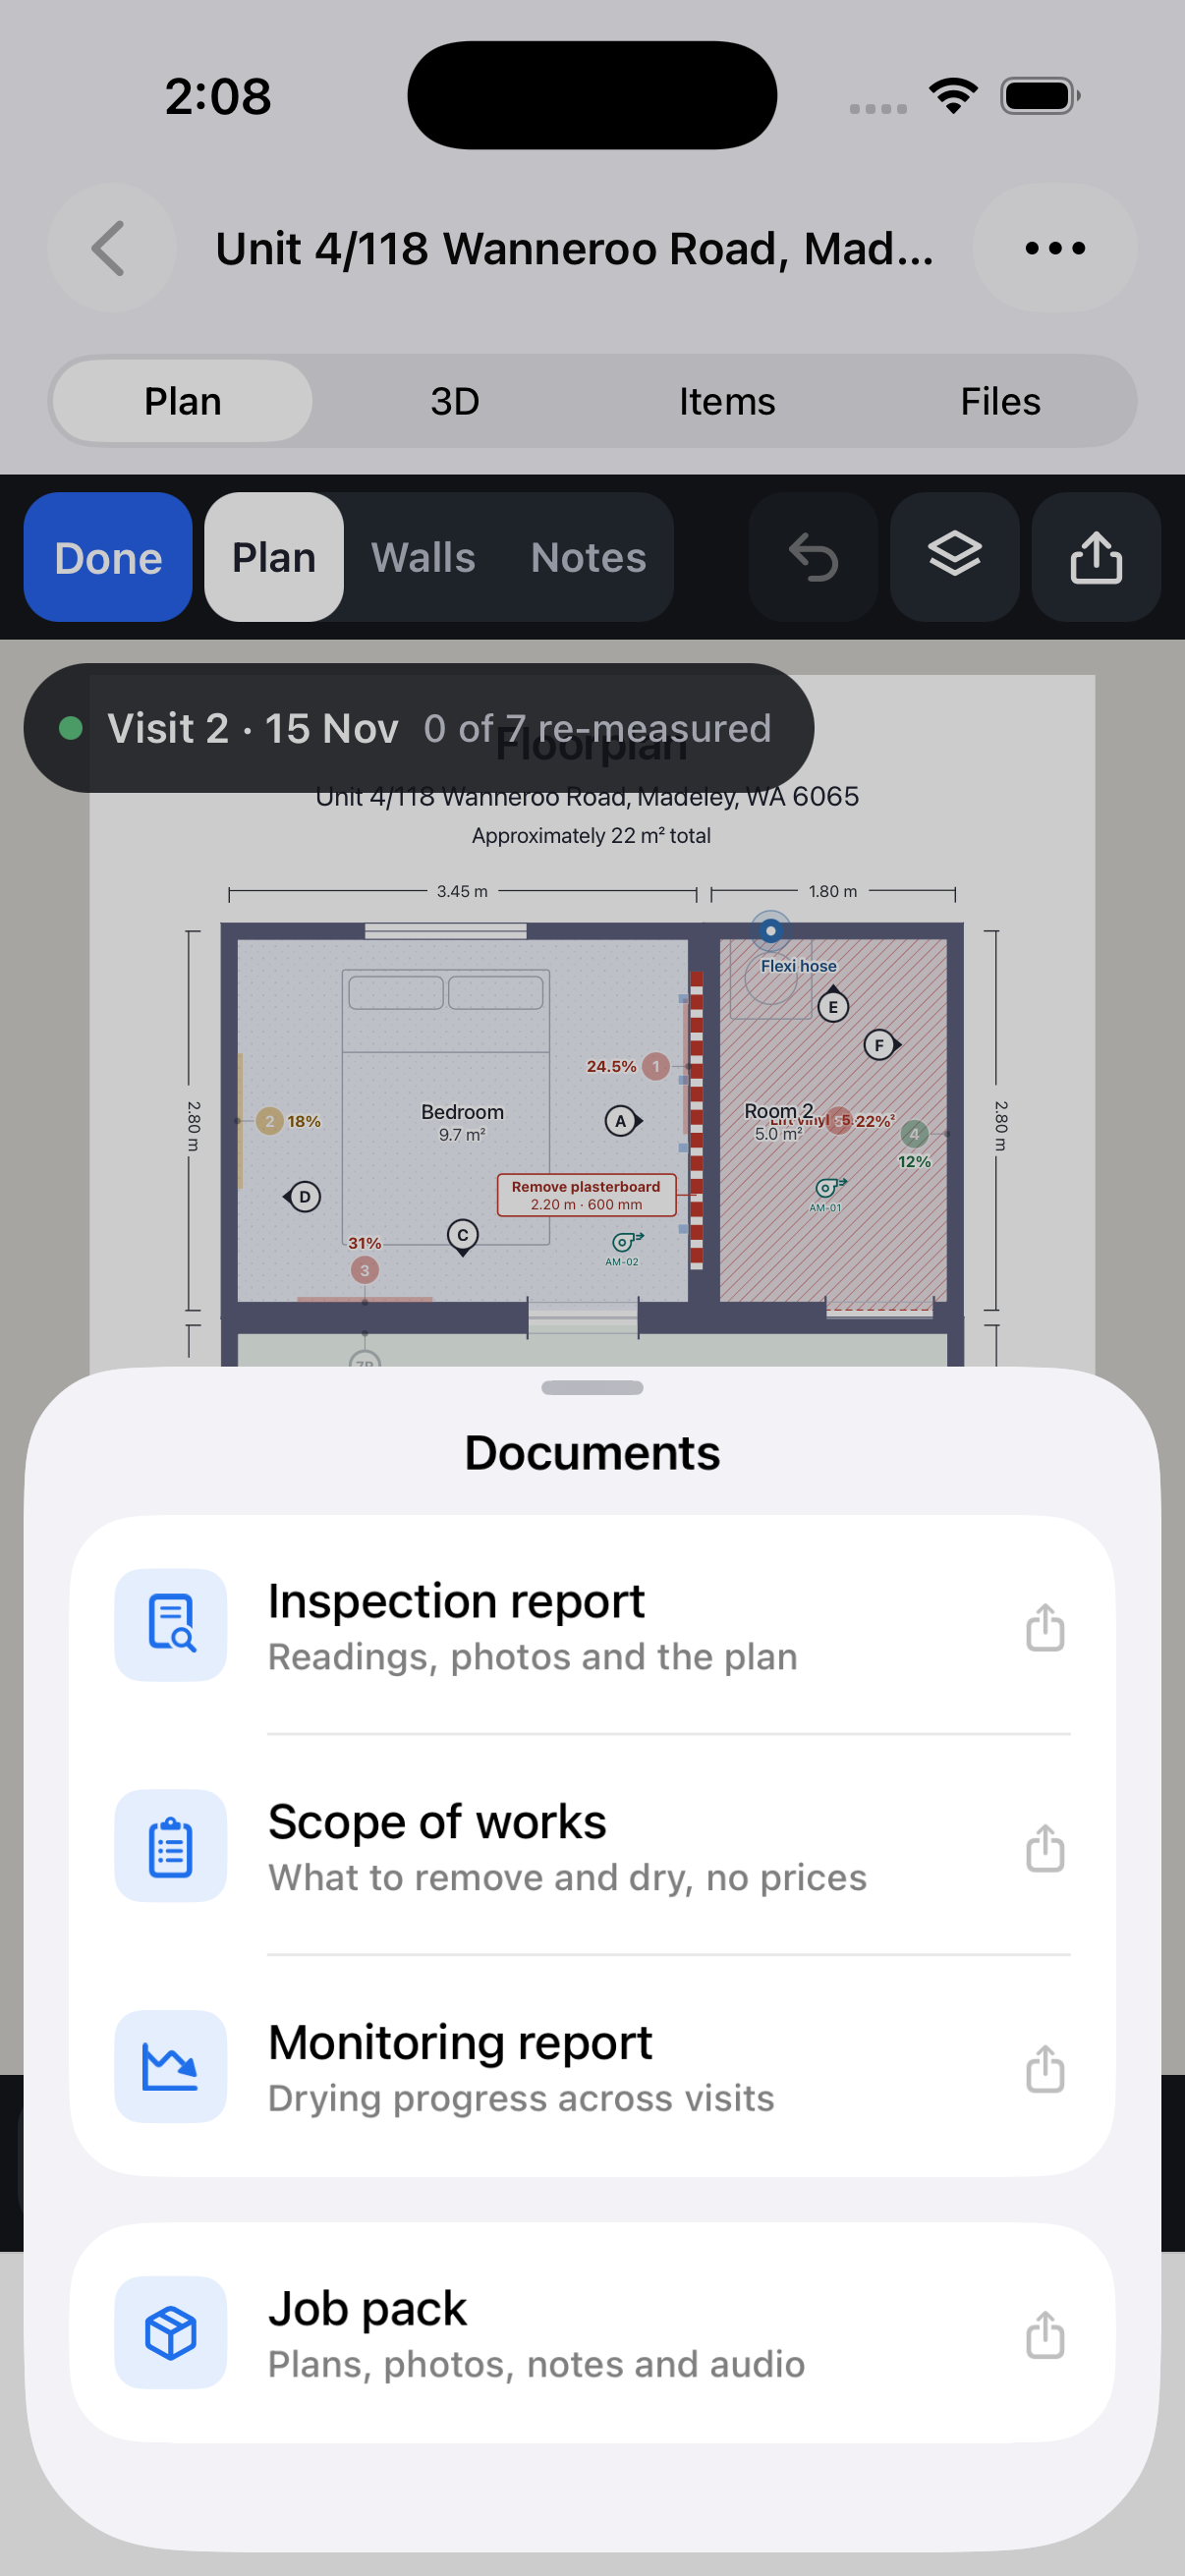 2:08
Unit 4/118 Wanneroo Road, Mad...
Plan
3D
Items
Files
Done
Plan
Walls
Notes
Visit 2 · 15 Nov 0 of 7 re-measured
Floorplan
Unit 4/118 Wanneroo Road, Madeley, WA 6065
Approximately 22 m² total
3.45 m
1.80 m
Flexi hose
E
F
24.5% 1
2.80 m
2 18%
Bedroom
9.7 m²
A
Room 2
5.0 m²
Lift vinyl
22%
4
12%
2.80 m
D
Remove plasterboard
2.20 m · 600 mm
AM-01
C
31%
3
AM-02
Documents
Inspection report
Readings, photos and the plan
Scope of works
What to remove and dry, no prices
Monitoring report
Drying progress across visits
Job pack
Plans, photos, notes and audio